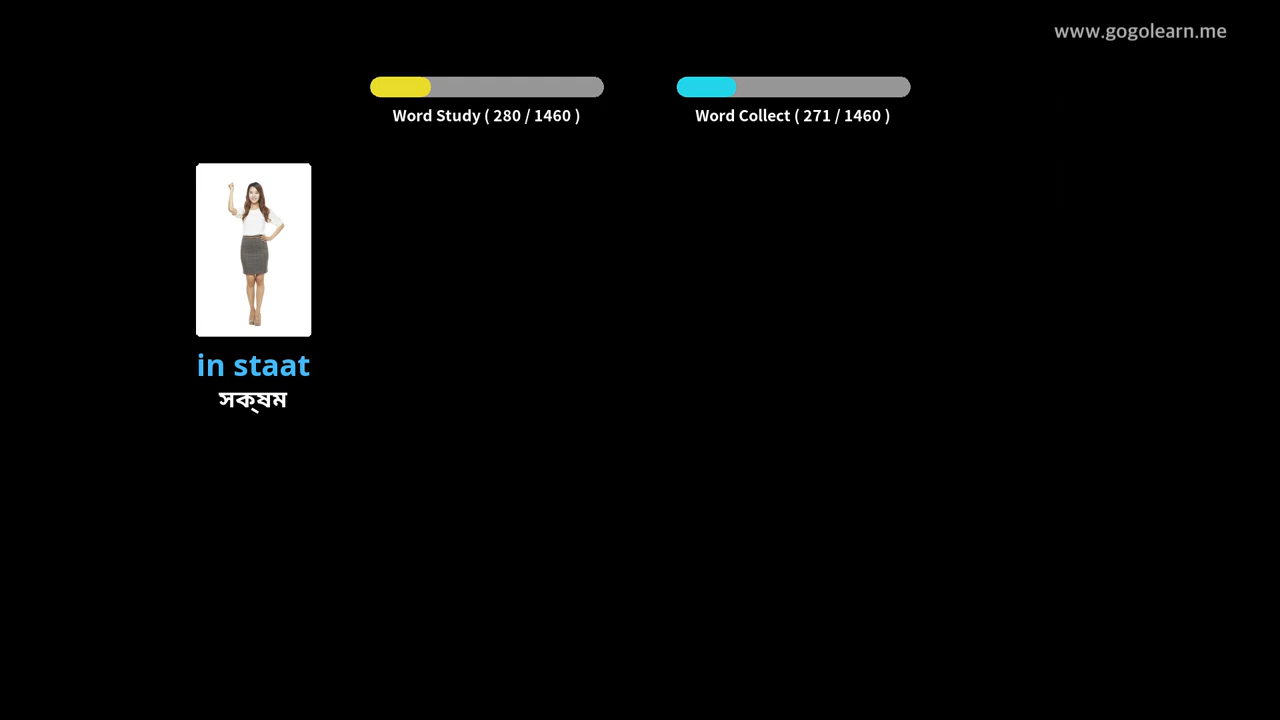 www.gogolearn.me
Word Study ( 280 / 1460 )
Word Collect ( 271 / 1460 )
in staat
সক্ষম